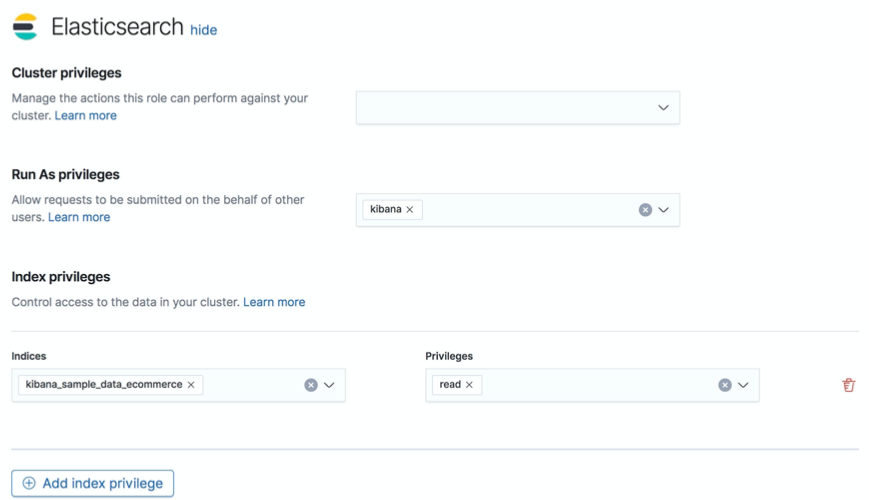 Elasticsearch hide
Cluster privileges
Manage the actions this role can perform against your
cluster. Learn more
Run As privileges
Allow requests to be submitted on the behalf of other
users. Learn more
kibana
Index privileges
Control access to the data in your cluster. Learn more
Indices
Privileges
kibana_sample_data_ecommerce
read
Add index privilege